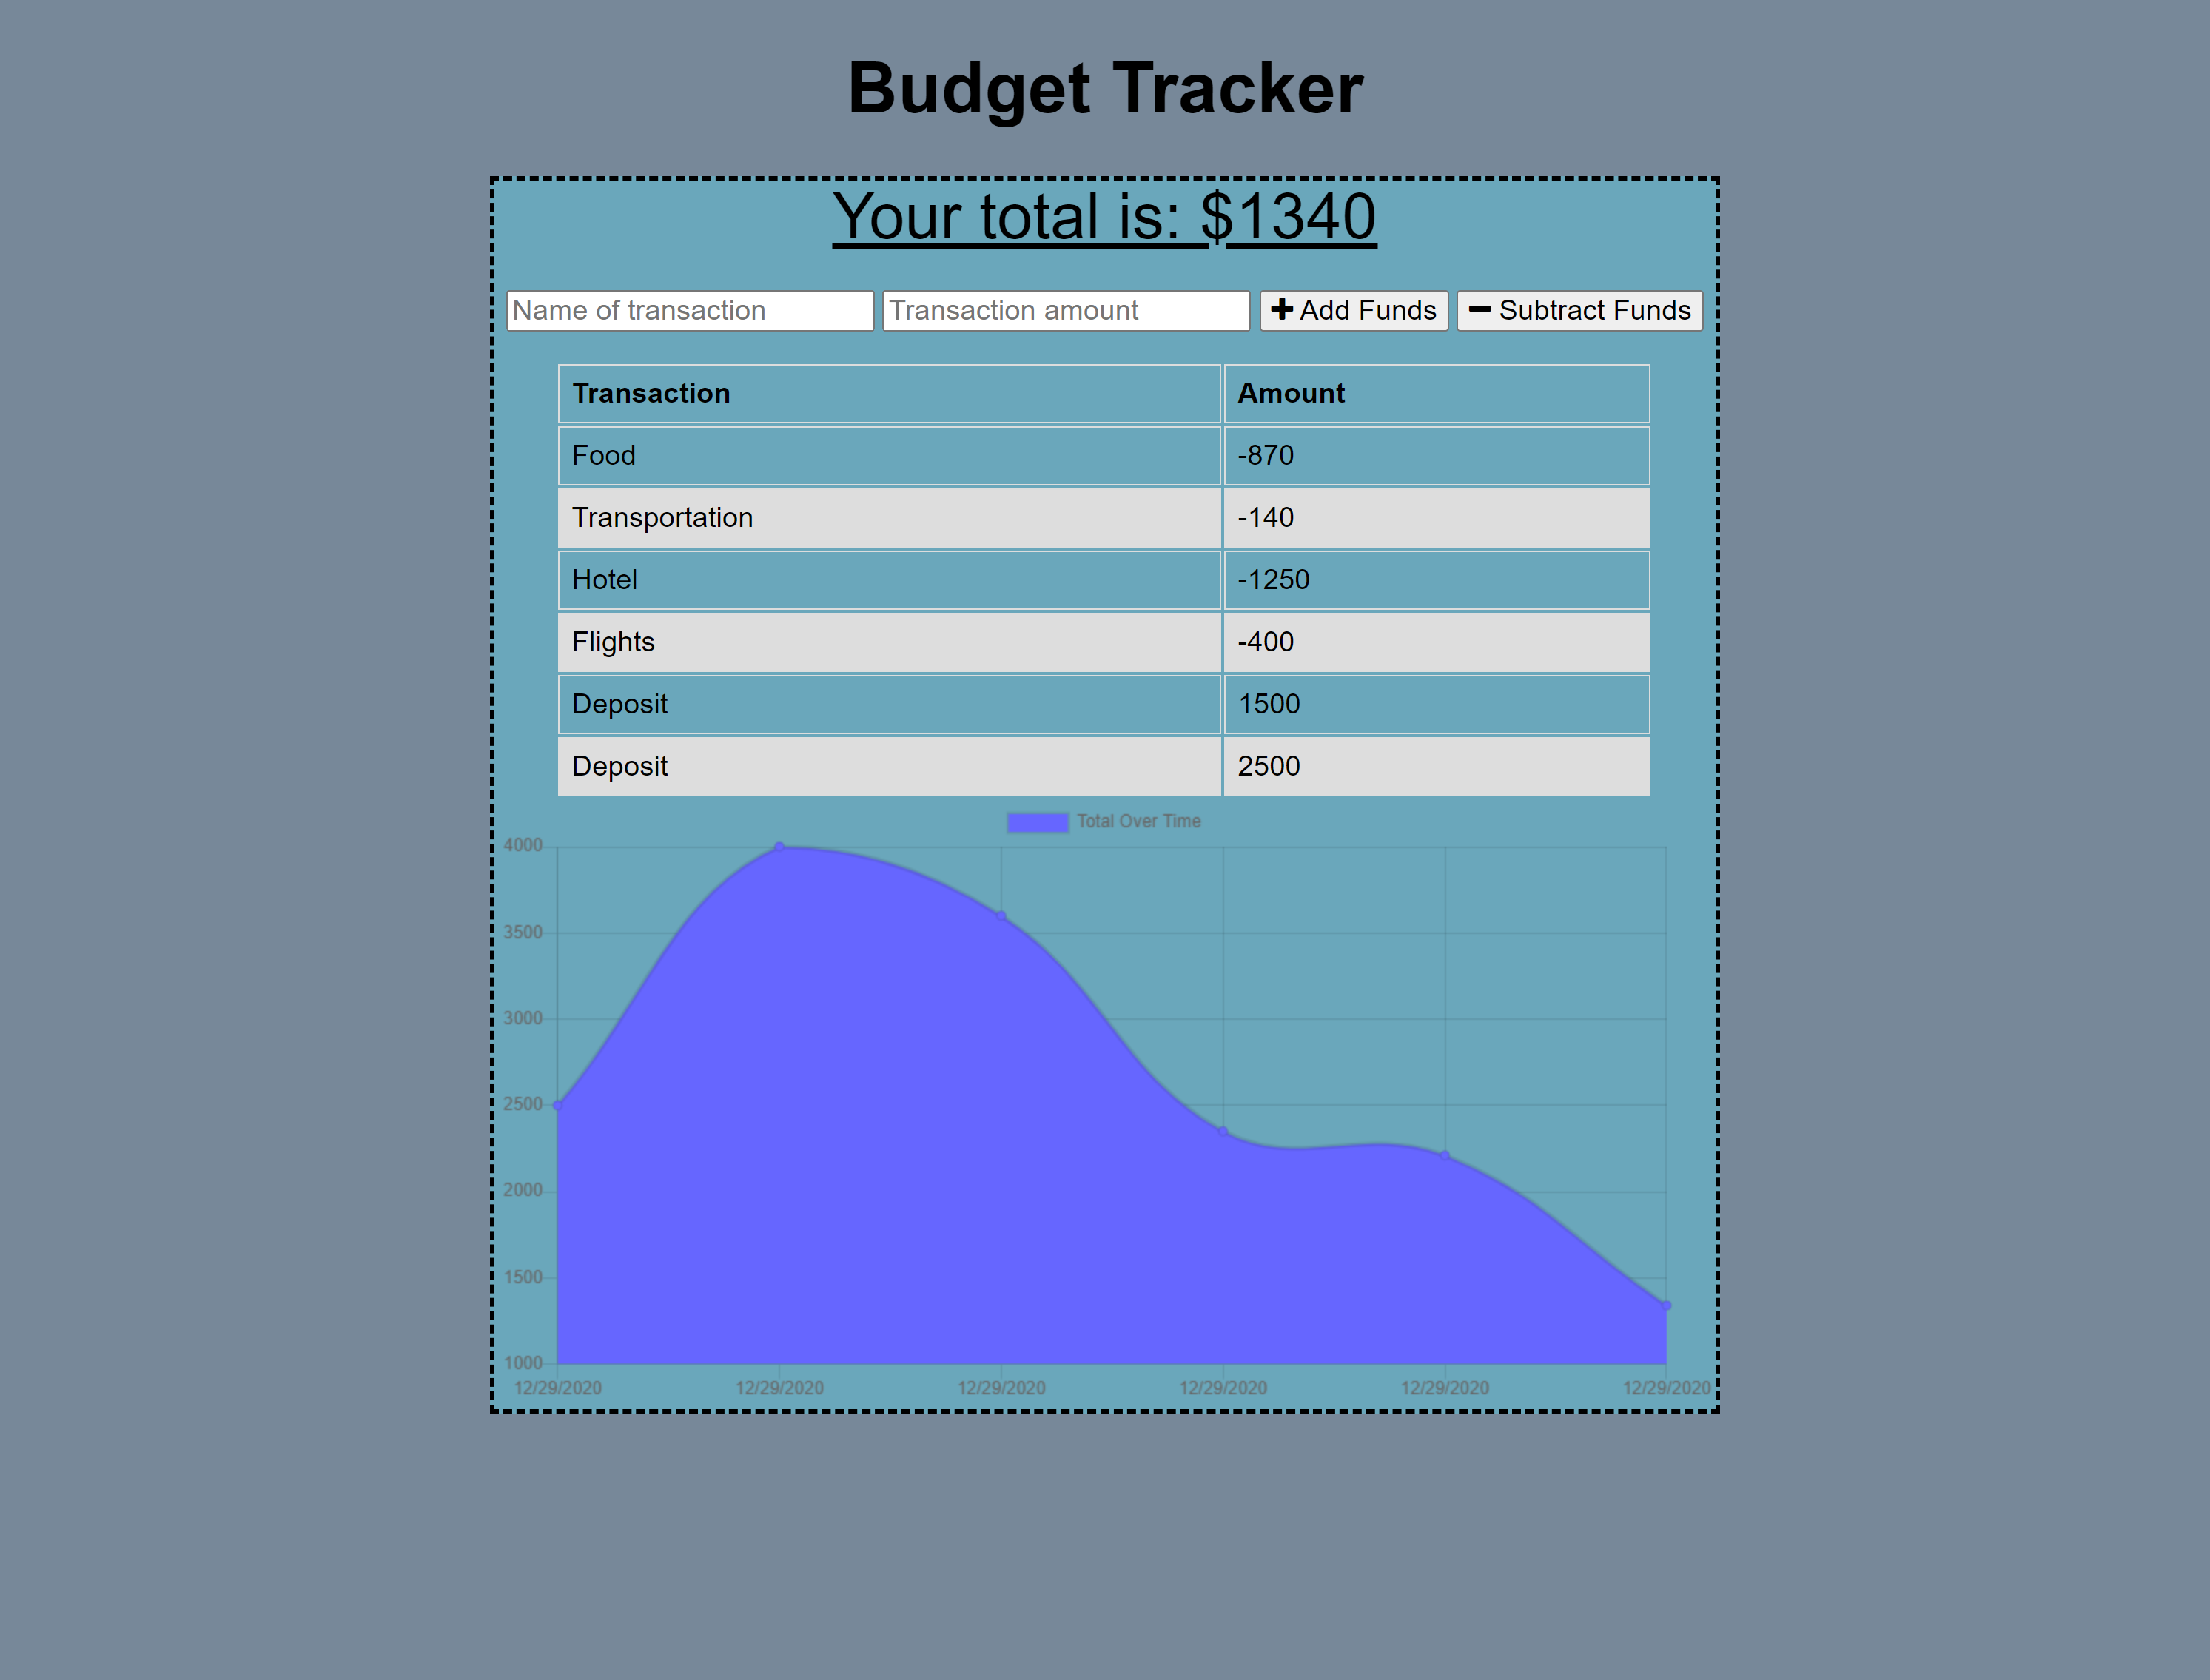 Budget Tracker
Your total is: $1340
Name of transaction Transaction amount Add Funds Subtract Funds
Transaction Amount
Food -870
Transportation -140
Hotel -1250
Flights -400
Deposit 1500
Deposit 2500
Total Over Time
4000
3500
3000
2500
2000
1500
1000
12/29/2020 12/29/2020 12/29/2020 12/29/2020 12/29/2020 12/29/2020